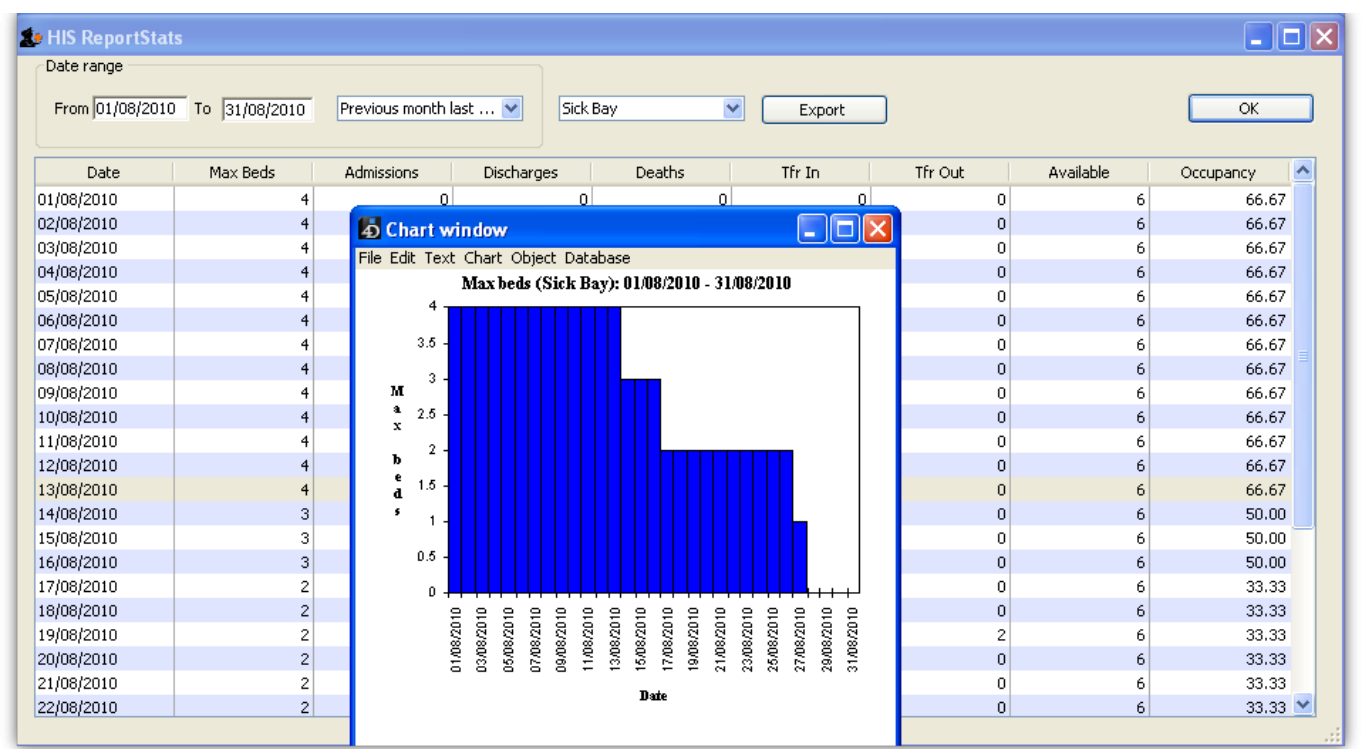 HIS ReportStats
Date range
From 01/08/2010 To 31/08/2010 Previous month last ... Sick Bay Export OK
Date Max Beds Admissions Discharges Deaths Tfr In Tfr Out Available Occupancy
01/08/2010 4 0 0 0 0 0 6 66.67
02/08/2010 4 0 6 66.67
03/08/2010 4 0 6 66.67
04/08/2010 4 0 6 66.67
05/08/2010 4 0 6 66.67
06/08/2010 4 0 6 66.67
07/08/2010 4 0 6 66.67
08/08/2010 4 0 6 66.67
09/08/2010 4 0 6 66.67
10/08/2010 4 0 6 66.67
11/08/2010 4 0 6 66.67
12/08/2010 4 0 6 66.67
13/08/2010 4 0 6 66.67
14/08/2010 3 0 6 50.00
15/08/2010 3 0 6 50.00
16/08/2010 3 0 6 50.00
17/08/2010 2 0 6 33.33
18/08/2010 2 0 6 33.33
19/08/2010 2 2 6 33.33
20/08/2010 2 0 6 33.33
21/08/2010 2 0 6 33.33
22/08/2010 2 0 6 33.33
4D Chart window
File Edit Text Chart Object Database
Max beds (Sick Bay): 01/08/2010 - 31/08/2010
Max beds
4
3.5
3
2.5
2
1.5
1
0.5
0
01/08/2010
03/08/2010
05/08/2010
07/08/2010
09/08/2010
11/08/2010
13/08/2010
15/08/2010
17/08/2010
19/08/2010
21/08/2010
23/08/2010
25/08/2010
27/08/2010
29/08/2010
31/08/2010
Date